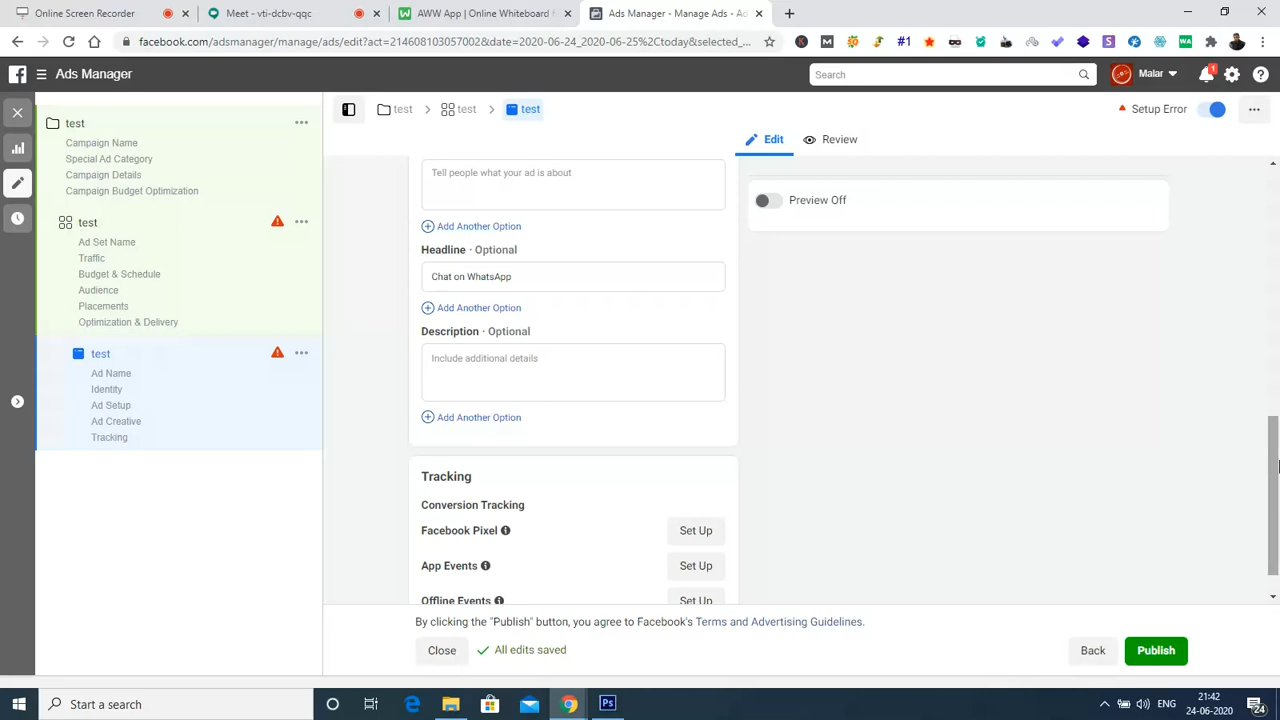 Online Screen Recorder
Meet - vti-dcbv-qqc
AWW App | Online Whiteboard
Ads Manager - Manage Ads - Ad
facebook.com/adsmanager/manage/ads/edit?act=214608103057002&date=2020-06-24_2020-06-25%2Ctoday&selected_...
Ads Manager
Search
Malar
1
test
Campaign Name
Special Ad Category
Campaign Details
Campaign Budget Optimization
test
Ad Set Name
Traffic
Budget & Schedule
Audience
Placements
Optimization & Delivery
test
Ad Name
Identity
Ad Setup
Ad Creative
Tracking
test > test > test
Setup Error
Edit
Review
Tell people what your ad is about
Add Another Option
Headline · Optional
Chat on WhatsApp
Add Another Option
Description · Optional
Include additional details
Add Another Option
Preview Off
Tracking
Conversion Tracking
Facebook Pixel
Set Up
App Events
Set Up
Offline Events
Set Up
By clicking the "Publish" button, you agree to Facebook's Terms and Advertising Guidelines.
Close
All edits saved
Back
Publish
Start a search
Ps
ENG
21:42
24-06-2020
24